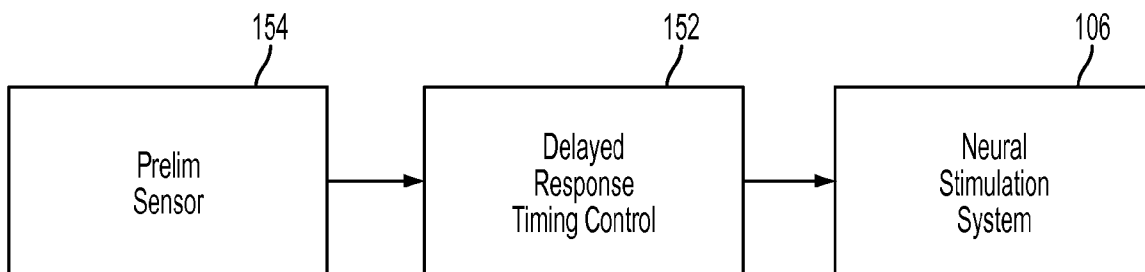 154
152
106
Prelim
Sensor
Delayed
Response
Timing Control
Neural
Stimulation
System